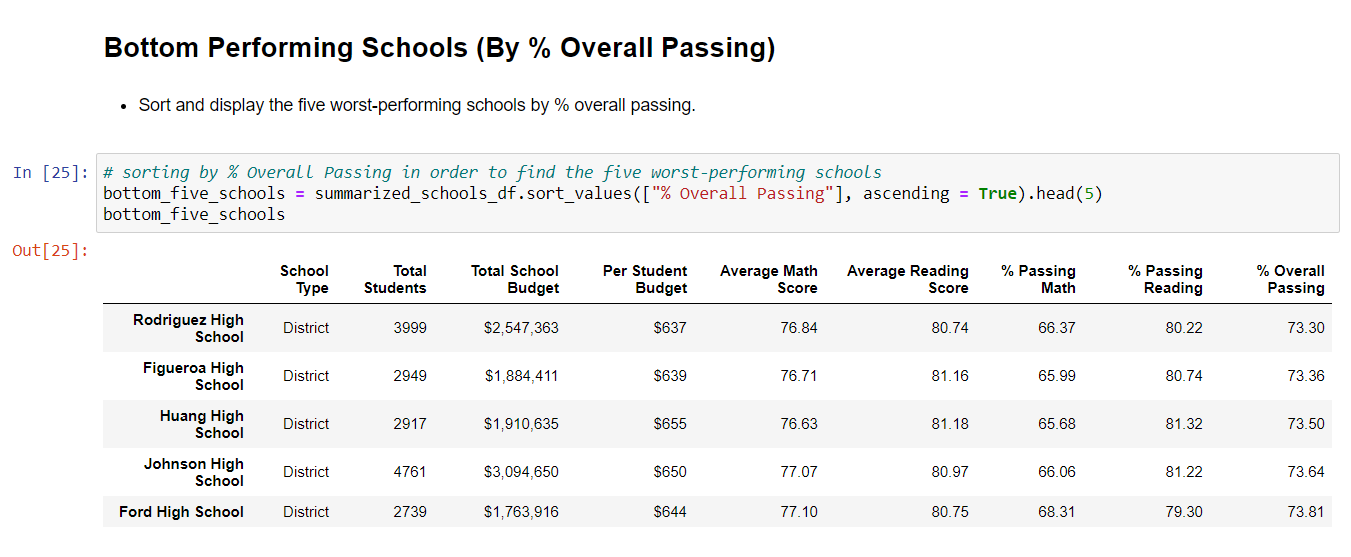 Bottom Performing Schools (By % Overall Passing)
• Sort and display the five worst-performing schools by % overall passing.
In [25]: # sorting by % Overall Passing in order to find the five worst-performing schools
bottom_five_schools = summarized_schools_df.sort_values(["% Overall Passing"], ascending = True).head(5)
bottom_five_schools
Out[25]:
School Type Total Students Total School Budget Per Student Budget Average Math Score Average Reading Score % Passing Math % Passing Reading % Overall Passing
Rodriguez High School District 3999 $2,547,363 $637 76.84 80.74 66.37 80.22 73.30
Figueroa High School District 2949 $1,884,411 $639 76.71 81.16 65.99 80.74 73.36
Huang High School District 2917 $1,910,635 $655 76.63 81.18 65.68 81.32 73.50
Johnson High School District 4761 $3,094,650 $650 77.07 80.97 66.06 81.22 73.64
Ford High School District 2739 $1,763,916 $644 77.10 80.75 68.31 79.30 73.81